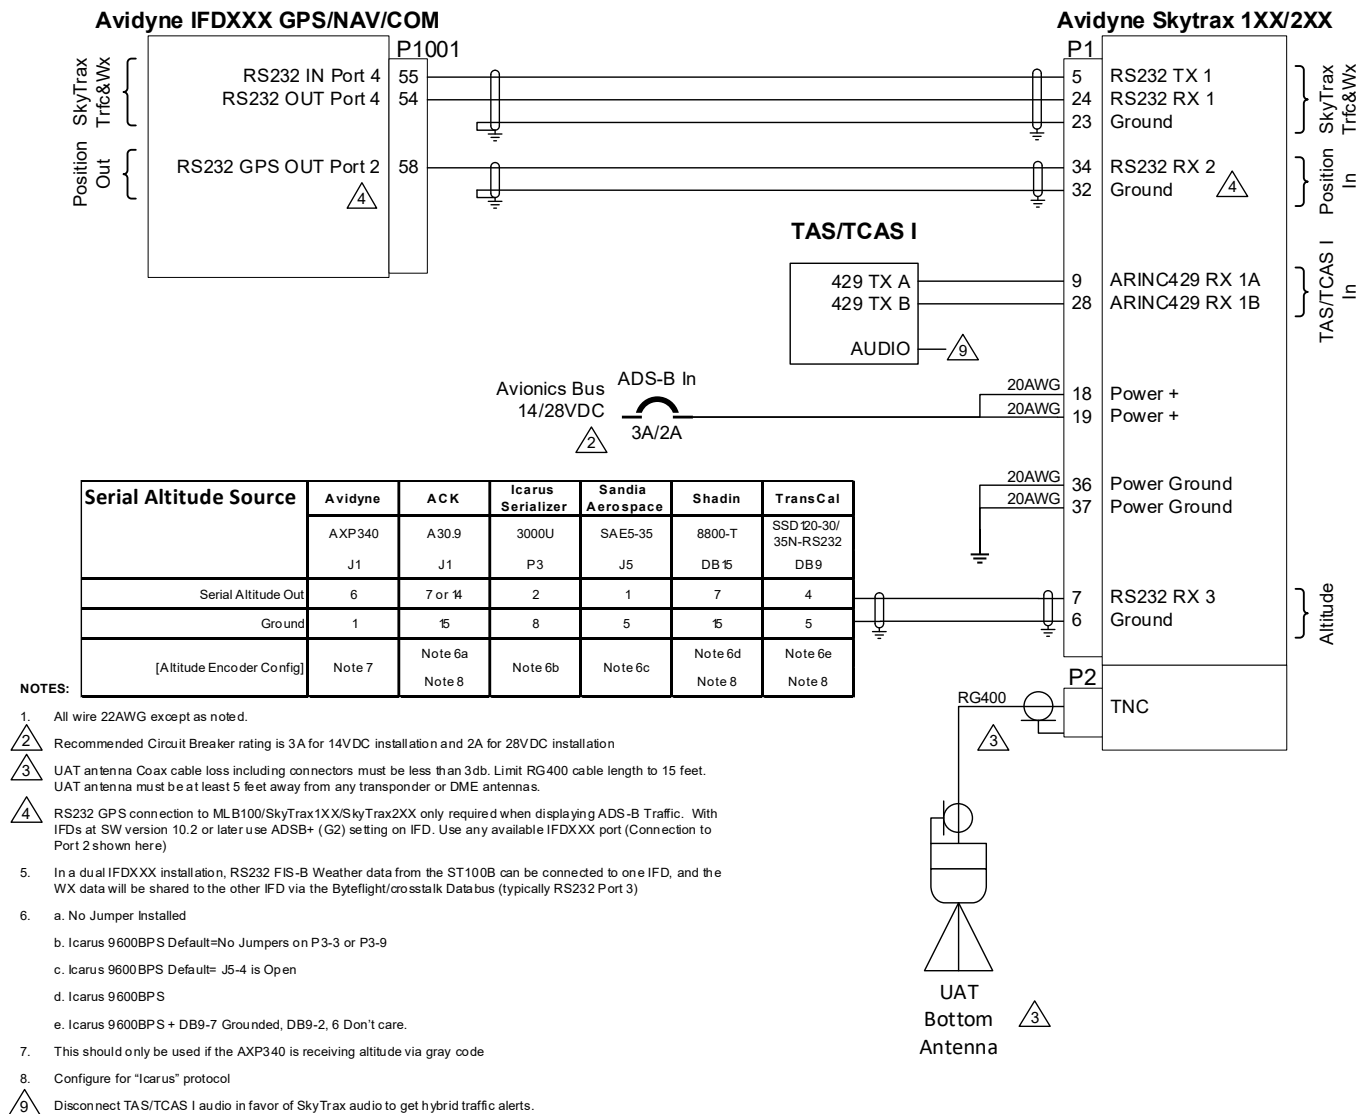 Avidyne IFDXXX GPS/NAV/COM
Avidyne Skytrax 1XX/2XX
P1001
P1
SkyTrax
Trfc&Wx
RS232 IN Port 4 55
RS232 OUT Port 4 54
5 RS232 TX 1
24 RS232 RX 1
23 Ground
SkyTrax
Trfc&Wx
Position
Out
RS232 GPS OUT Port 2 58
4
34 RS232 RX 2
32 Ground
4
Position
In
TAS/TCAS I
429 TX A
429 TX B
AUDIO
9
9 ARINC429 RX 1A
28 ARINC429 RX 1B
TAS/TCAS I
In
Avionics Bus
14/28VDC
2
ADS-B In
3A/2A
20AWG 18 Power +
20AWG 19 Power +
20AWG 36 Power Ground
20AWG 37 Power Ground
Serial Altitude Source Avidyne ACK Icarus Serializer Sandia Aerospace Shadin TransCal
AXP340 A30.9 3000U SAE5-35 8800-T SSD120-30/35N-RS232
J1 J1 P3 J5 DB15 DB9
Serial Altitude Out 6 7 or 14 2 1 7 4
Ground 1 15 8 5 15 5
[Altitude Encoder Config] Note 7 Note 6a Note 8 Note 6b Note 6c Note 6d Note 8 Note 6e Note 8
7 RS232 RX 3
6 Ground
Altitude
P2
RG400
TNC
3
UAT
Bottom
Antenna
3
NOTES:
1. All wire 22AWG except as noted.
2 Recommended Circuit Breaker rating is 3A for 14VDC installation and 2A for 28VDC installation
3 UAT antenna Coax cable loss including connectors must be less than 3db. Limit RG400 cable length to 15 feet.
UAT antenna must be at least 5 feet away from any transponder or DME antennas.
4 RS232 GPS connection to MLB100/SkyTrax1XX/SkyTrax2XX only required when displaying ADS-B Traffic. With
IFDs at SW version 10.2 or later use ADSB+ (G2) setting on IFD. Use any available IFDXXX port (Connection to
Port 2 shown here)
5. In a dual IFDXXX installation, RS232 FIS-B Weather data from the ST100B can be connected to one IFD, and the
WX data will be shared to the other IFD via the Byteflight/crosstalk Databus (typically RS232 Port 3)
6. a. No Jumper Installed
b. Icarus 9600BPS Default=No Jumpers on P3-3 or P3-9
c. Icarus 9600BPS Default= J5-4 is Open
d. Icarus 9600BPS
e. Icarus 9600BPS + DB9-7 Grounded, DB9-2, 6 Don't care.
7. This should only be used if the AXP340 is receiving altitude via gray code
8. Configure for "Icarus" protocol
9 Disconnect TAS/TCAS I audio in favor of SkyTrax audio to get hybrid traffic alerts.